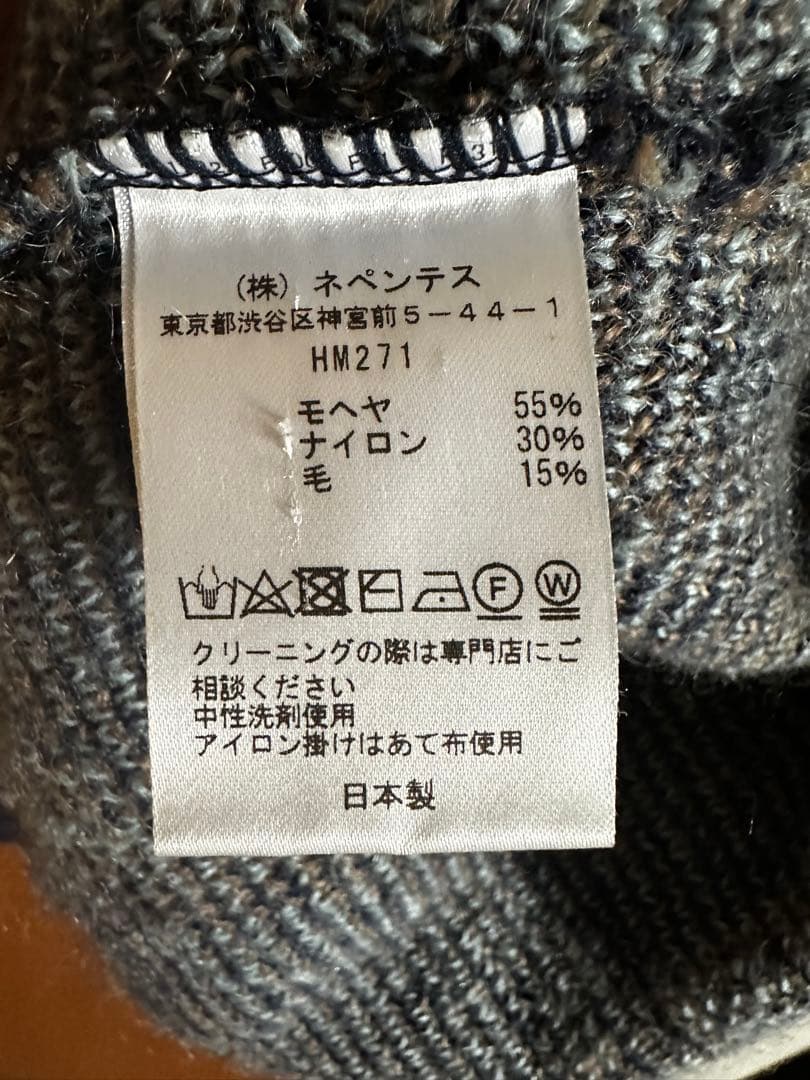 (株) ネペンテス
東京都渋谷区神宮前5-44-1
HM271
モヘヤ 55%
ナイロン 30%
毛 15%
F W
クリーニングの際は専門店にご
相談ください
中性洗剤使用
アイロン掛けはあて布使用
日本製